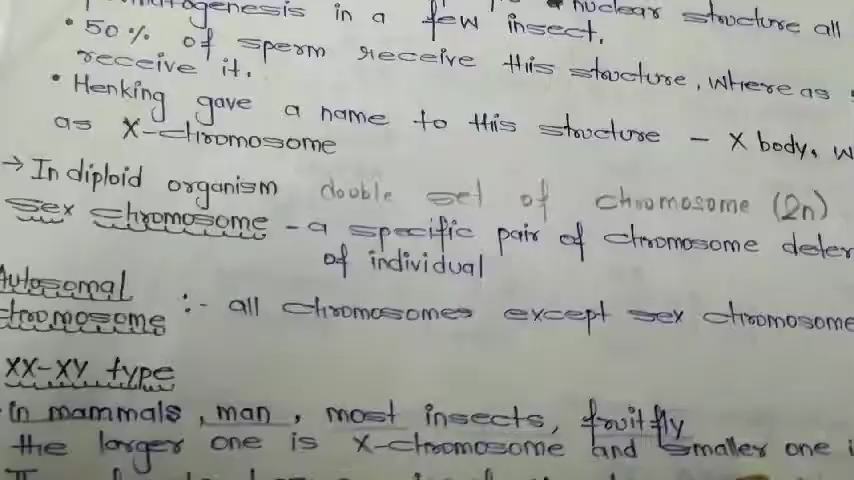 in a few insect. nuclear structure all
• 50% of sperm receive this structure, where as
receive it.
• Henking gave a name to this structure - X body,
as X-chromosome
→ In diploid organism double set of chromosome (2n)
sex chromosome - a specific pair of chromosome deter
of individual
Autosomal
chromosome :- all chromosomes except sex chromosome
XX-XY type
In mammals, man, most insects, fruitfly
the larger one is X-chromosome and smaller one